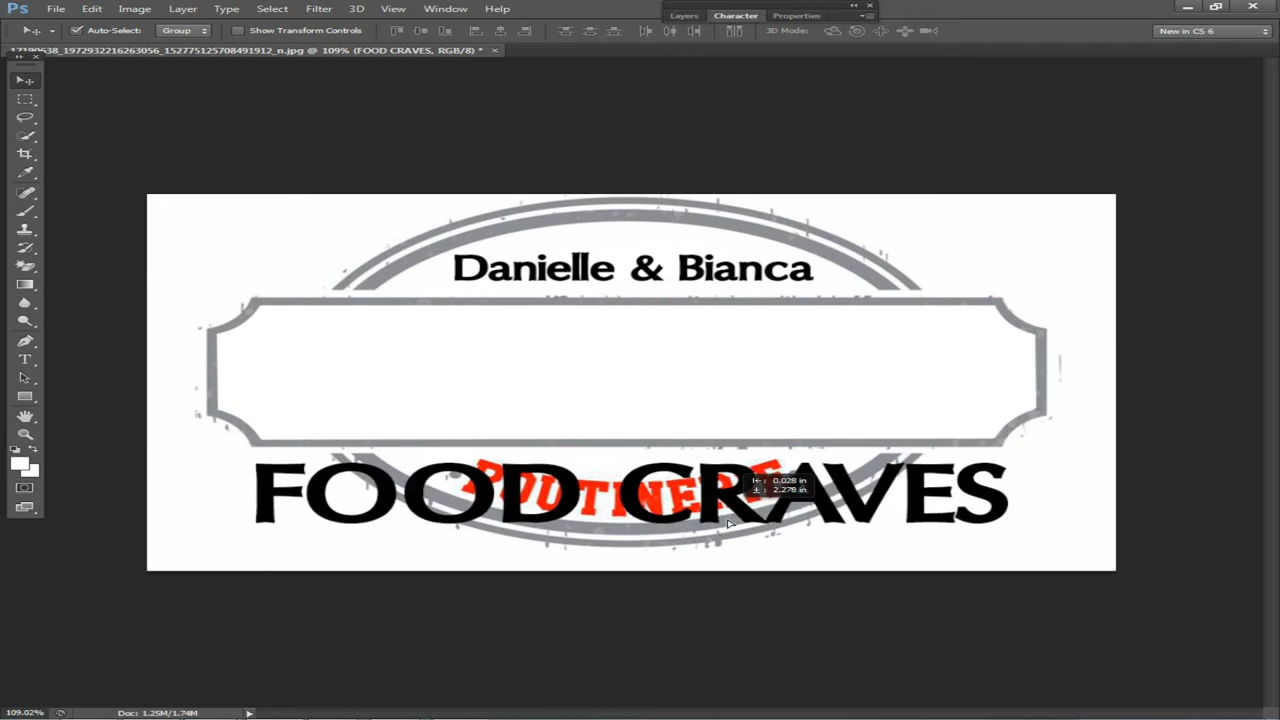 Ps File Edit Image Layer Type Select Filter 3D View Window Help
Layers Character Properties
Auto-Select: Group Show Transform Controls 3D Mode: New in CS 6
17190638_1972932216263056_152775125708491912_n.jpg @ 109% (FOOD CRAVES, RGB/8) *
Danielle & Bianca
POUTINERIE
FOOD CRAVES
0.028 in
2.278 in
109.02% Doc: 1.25M/1.74M